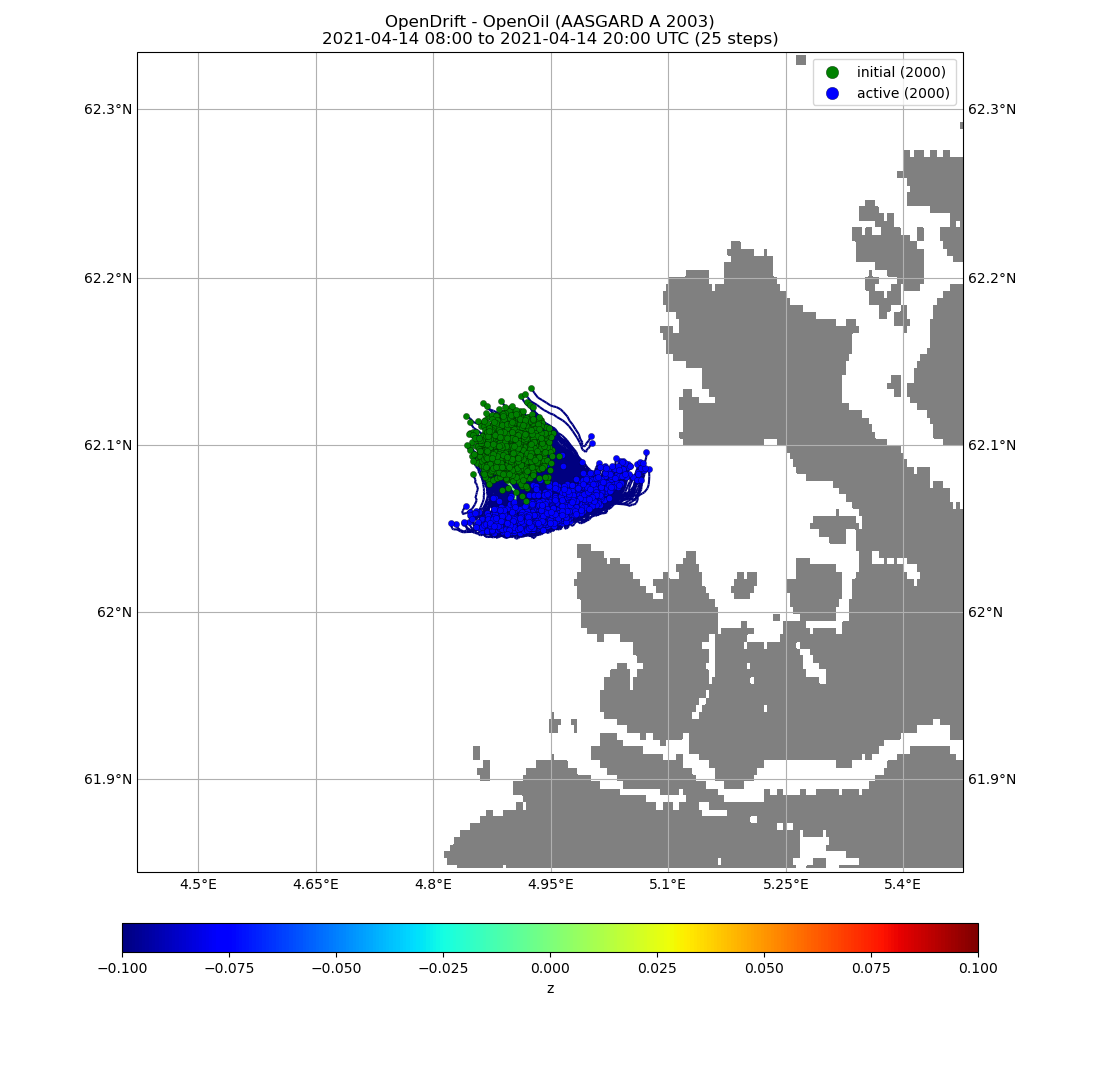 OpenDrift - OpenOil (AASGARD A 2003)
2021-04-14 08:00 to 2021-04-14 20:00 UTC (25 steps)
initial (2000)
active (2000)
62.3°N 62.3°N
62.2°N 62.2°N
62.1°N 62.1°N
62°N 62°N
61.9°N 61.9°N
4.5°E 4.65°E 4.8°E 4.95°E 5.1°E 5.25°E 5.4°E
−0.100 −0.075 −0.050 −0.025 0.000 0.025 0.050 0.075 0.100
z